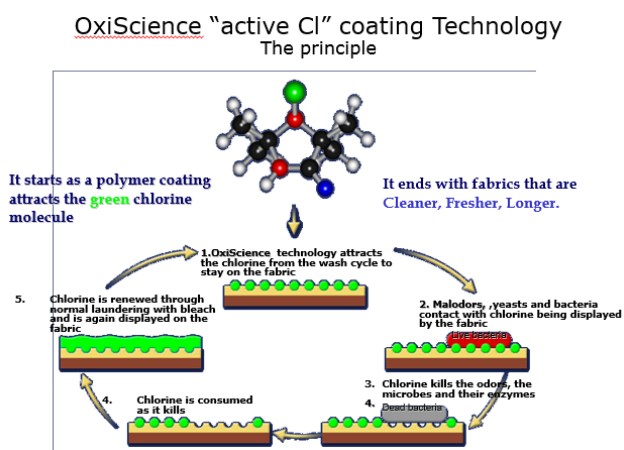 OxiScience “active Cl” coating Technology
The principle
It starts as a polymer coating
attracts the green chlorine
molecule
It ends with fabrics that are
Cleaner, Fresher, Longer.
1.OxiScience technology attracts
the chlorine from the wash cycle to
stay on the fabric
2. Malodors, ,yeasts and bacteria
contact with chlorine being displayed
by the fabric
Live bacteria
3. Chlorine kills the odors, the
microbes and their enzymes
4.
Dead bacteria
4. Chlorine is consumed
as it kills
5. Chlorine is renewed through
normal laundering with bleach
and is again displayed on the
fabric